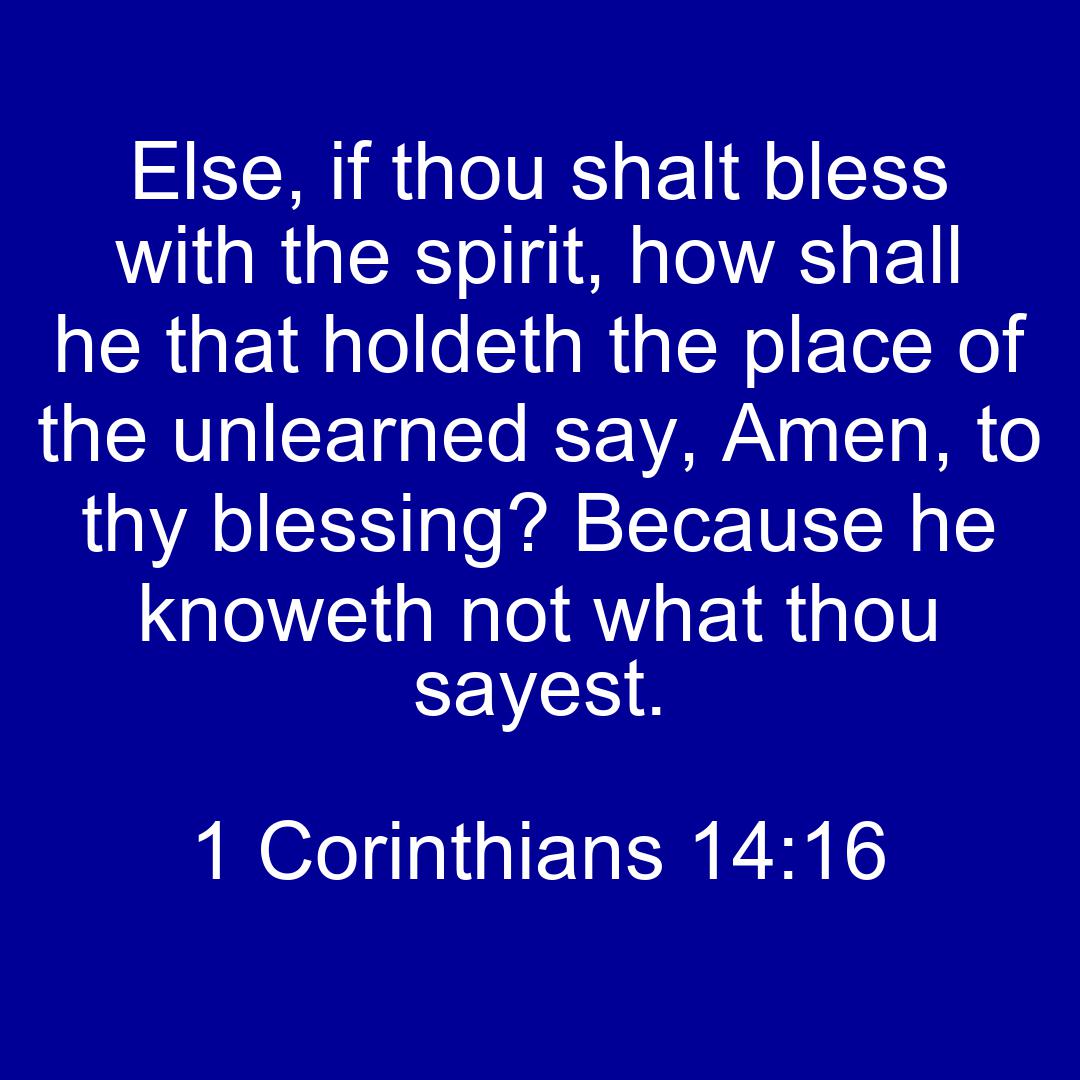 Else, if thou shalt bless
with the spirit, how shall
he that holdeth the place of
the unlearned say, Amen, to
thy blessing? Because he
knoweth not what thou
sayest.
1 Corinthians 14:16